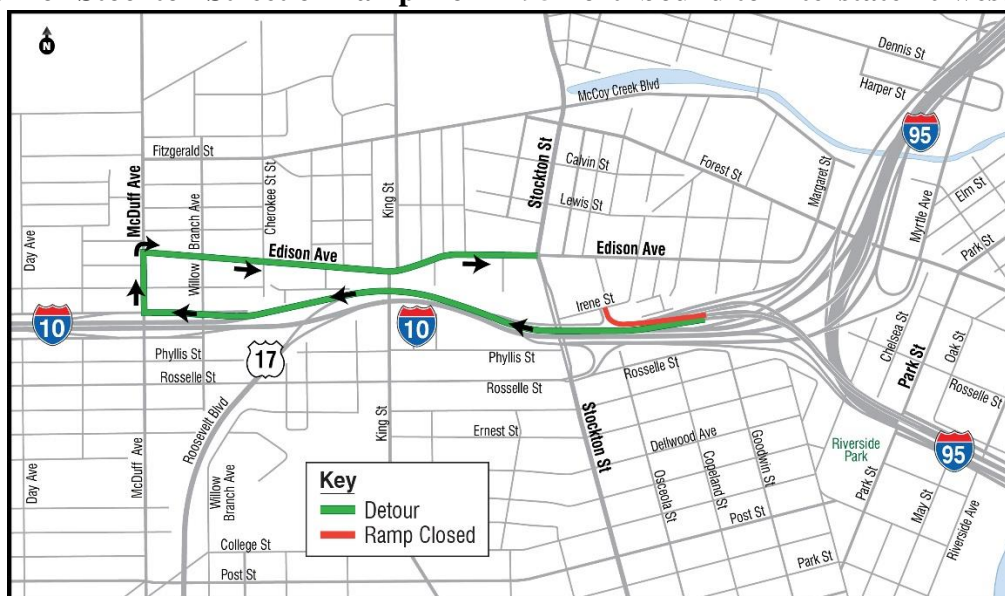 N
Dennis St
Harper St
McCoy Creek Blvd
95
Fitzgerald St
McDuff Ave
Branch Ave
Willow
Cherokee St St
King St
Stockton St
Calvin St
Lewis St
Forest St
Margaret St
Myrtle Ave
Elm St
Park St
Day Ave
Edison Ave
Edison Ave
Irene St
10
10
Phyllis St
Rosselle St
17
Roosevelt Blvd
Phyllis St
Rosselle St
Rosselle St
Chelsea St
Park St
Oak St
Rosselle St
King St
Ernest St
Stockton St
Dellwood Ave
Osceola St
Copeland St
Goodwin St
Post St
Park St
Riverside
Park
Park St
95
May St
Riverside Ave
Day Ave
McDuff Ave
Willow
Branch Ave
College St
Post St
Key
Detour
Ramp Closed